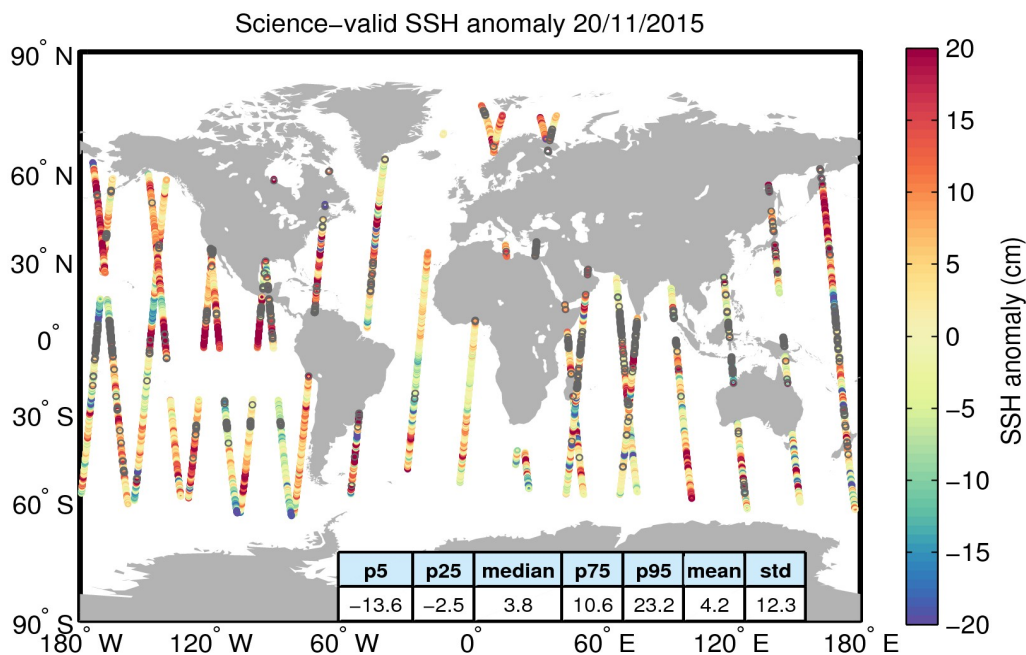 Science−valid SSH anomaly 20/11/2015
90° N
60° N
30° N
0°
30° S
60° S
90° S
180° W
120° W
60° W
0°
60° E
120° E
180° E
p5 p25 median p75 p95 mean std
−13.6 −2.5 3.8 10.6 23.2 4.2 12.3
20
15
10
5
0
−5
−10
−15
−20
SSH anomaly (cm)